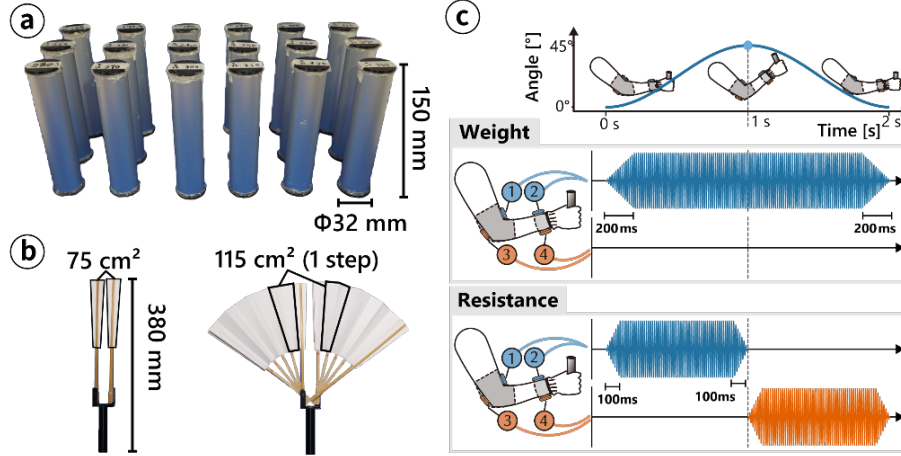 a
150 mm
Φ32 mm
b
75 cm²
115 cm² (1 step)
380 mm
c
Angle [°]
45°
0°
0 s
1 s
2 s
Time [s]
Weight
1
2
3
4
200ms
200ms
Resistance
1
2
3
4
100ms
100ms